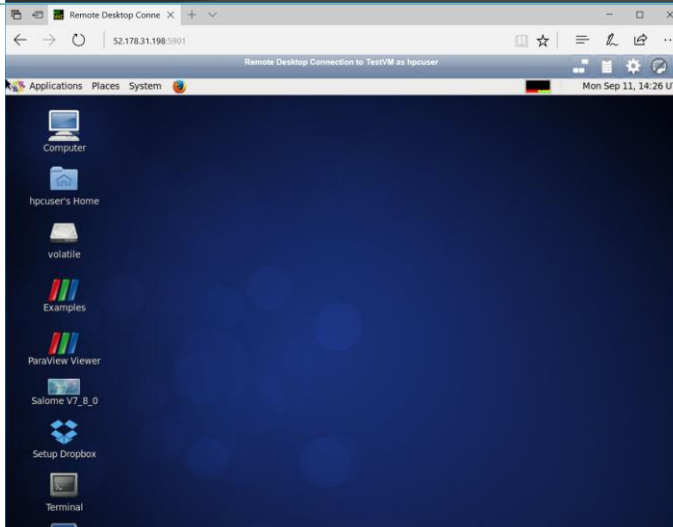 Remote Desktop Conne
52.178.31.198:5901
Remote Desktop Connection to TestVM as hpcuser
Applications Places System
Mon Sep 11, 14:26 U
Computer
hpcuser's Home
volatile
Examples
ParaView Viewer
Salome V7_8_0
Setup Dropbox
Terminal